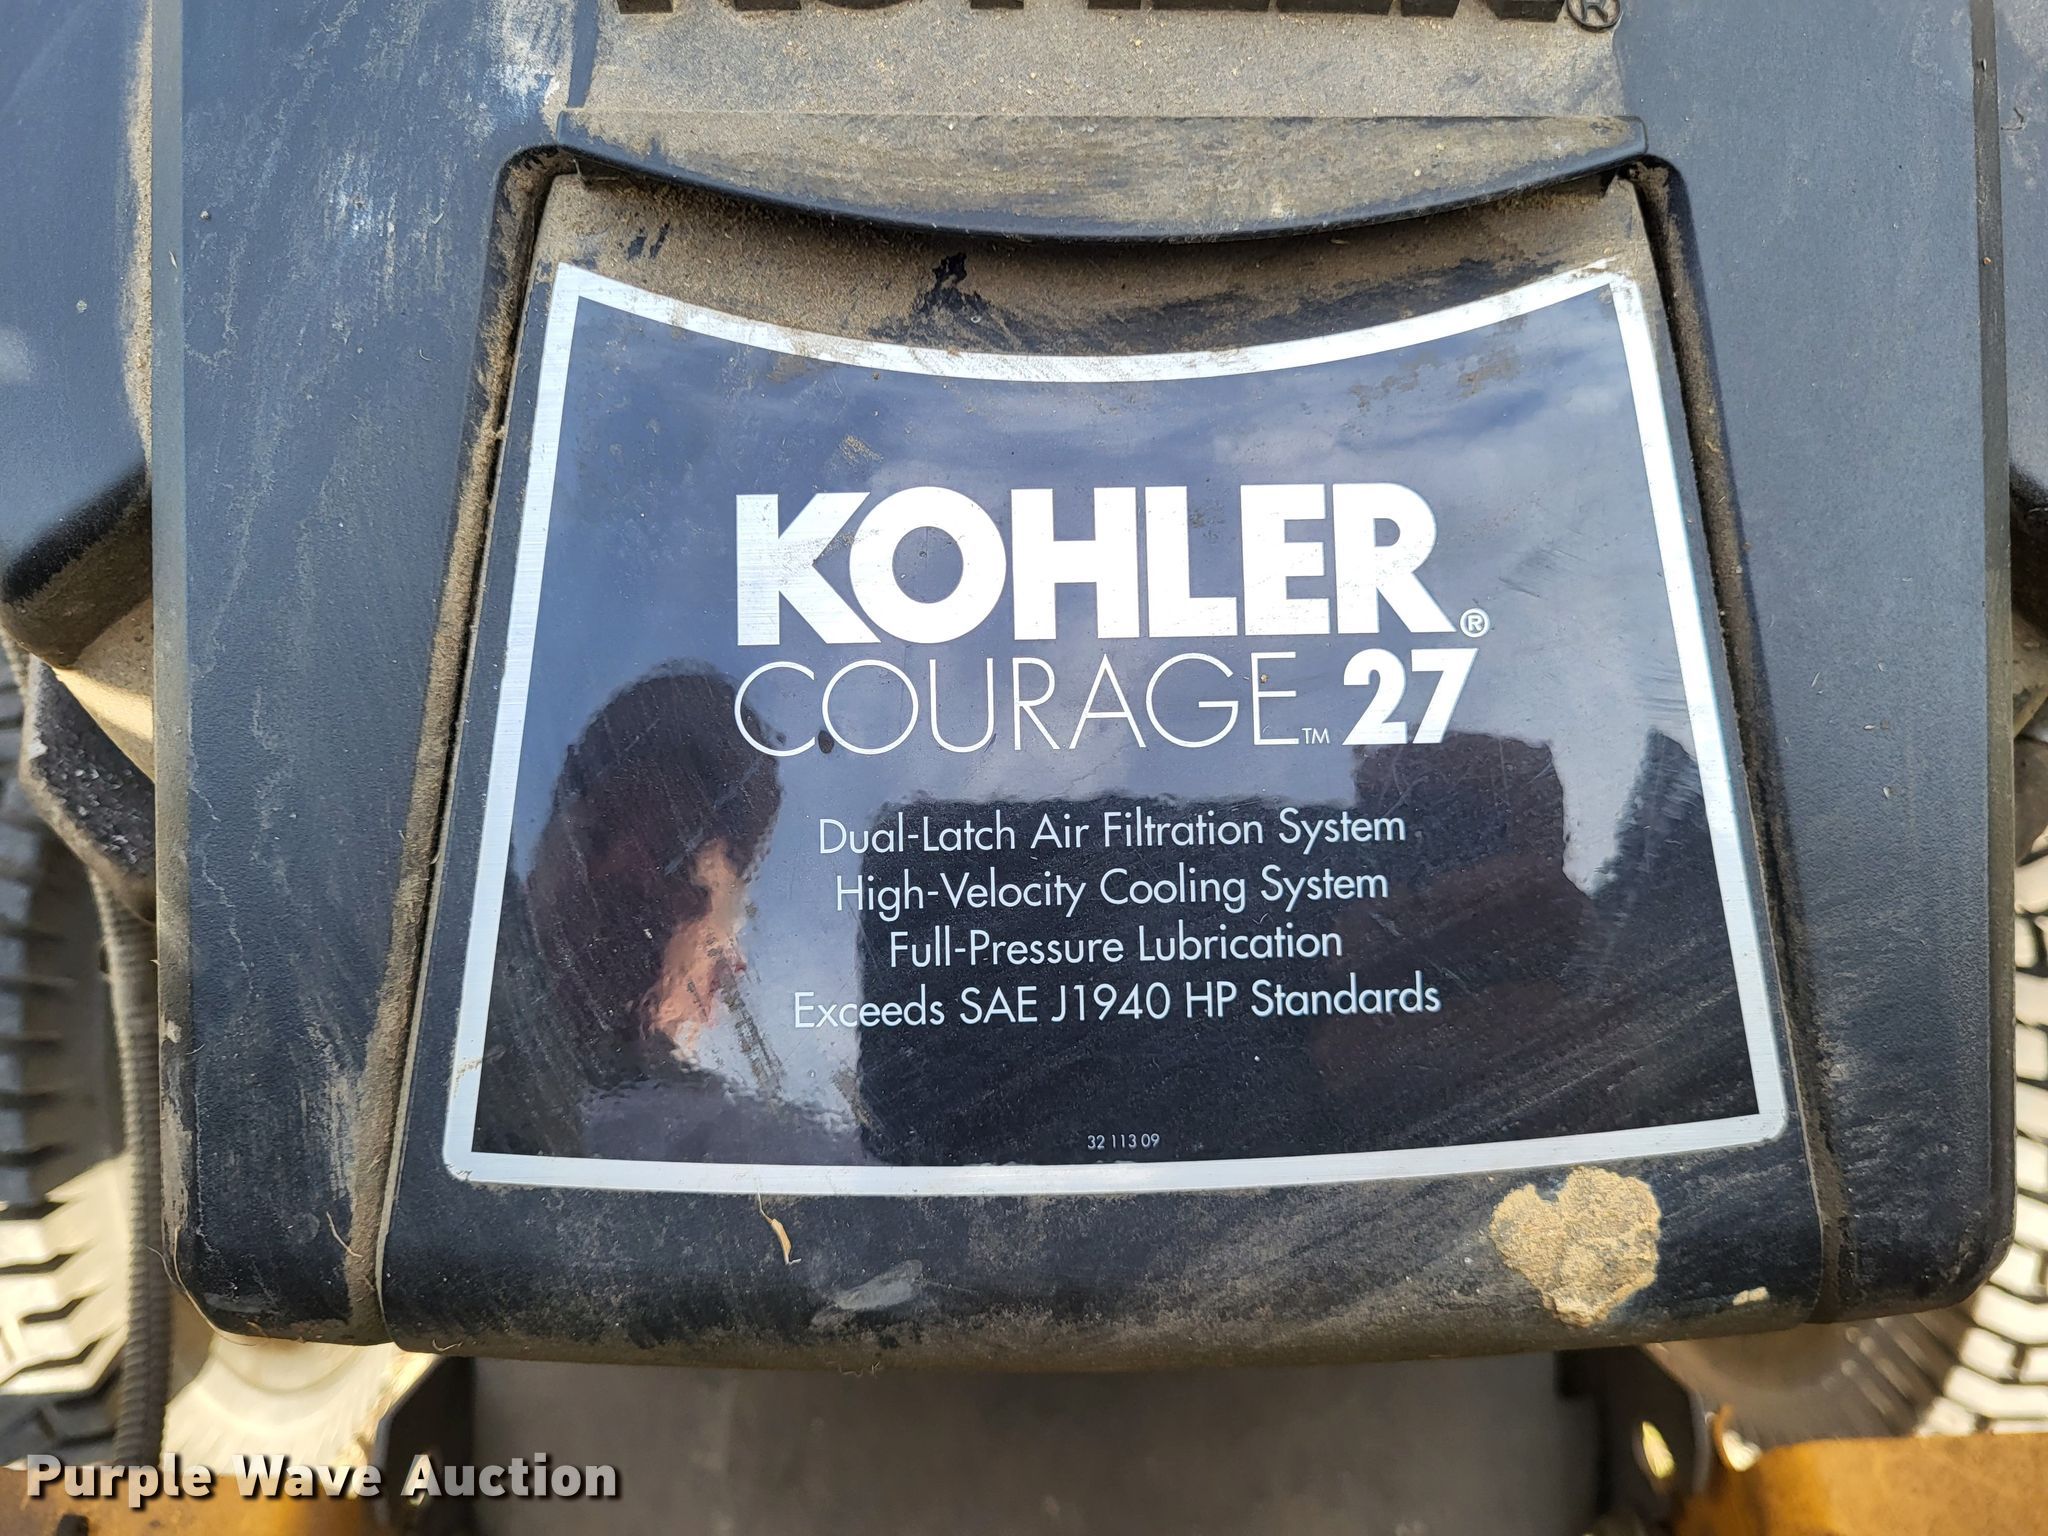 KOHLER®
KOHLER®
COURAGE™ 27
Dual-Latch Air Filtration System
High-Velocity Cooling System
Full-Pressure Lubrication
Exceeds SAE J1940 HP Standards
32 113 09
Purple Wave Auction